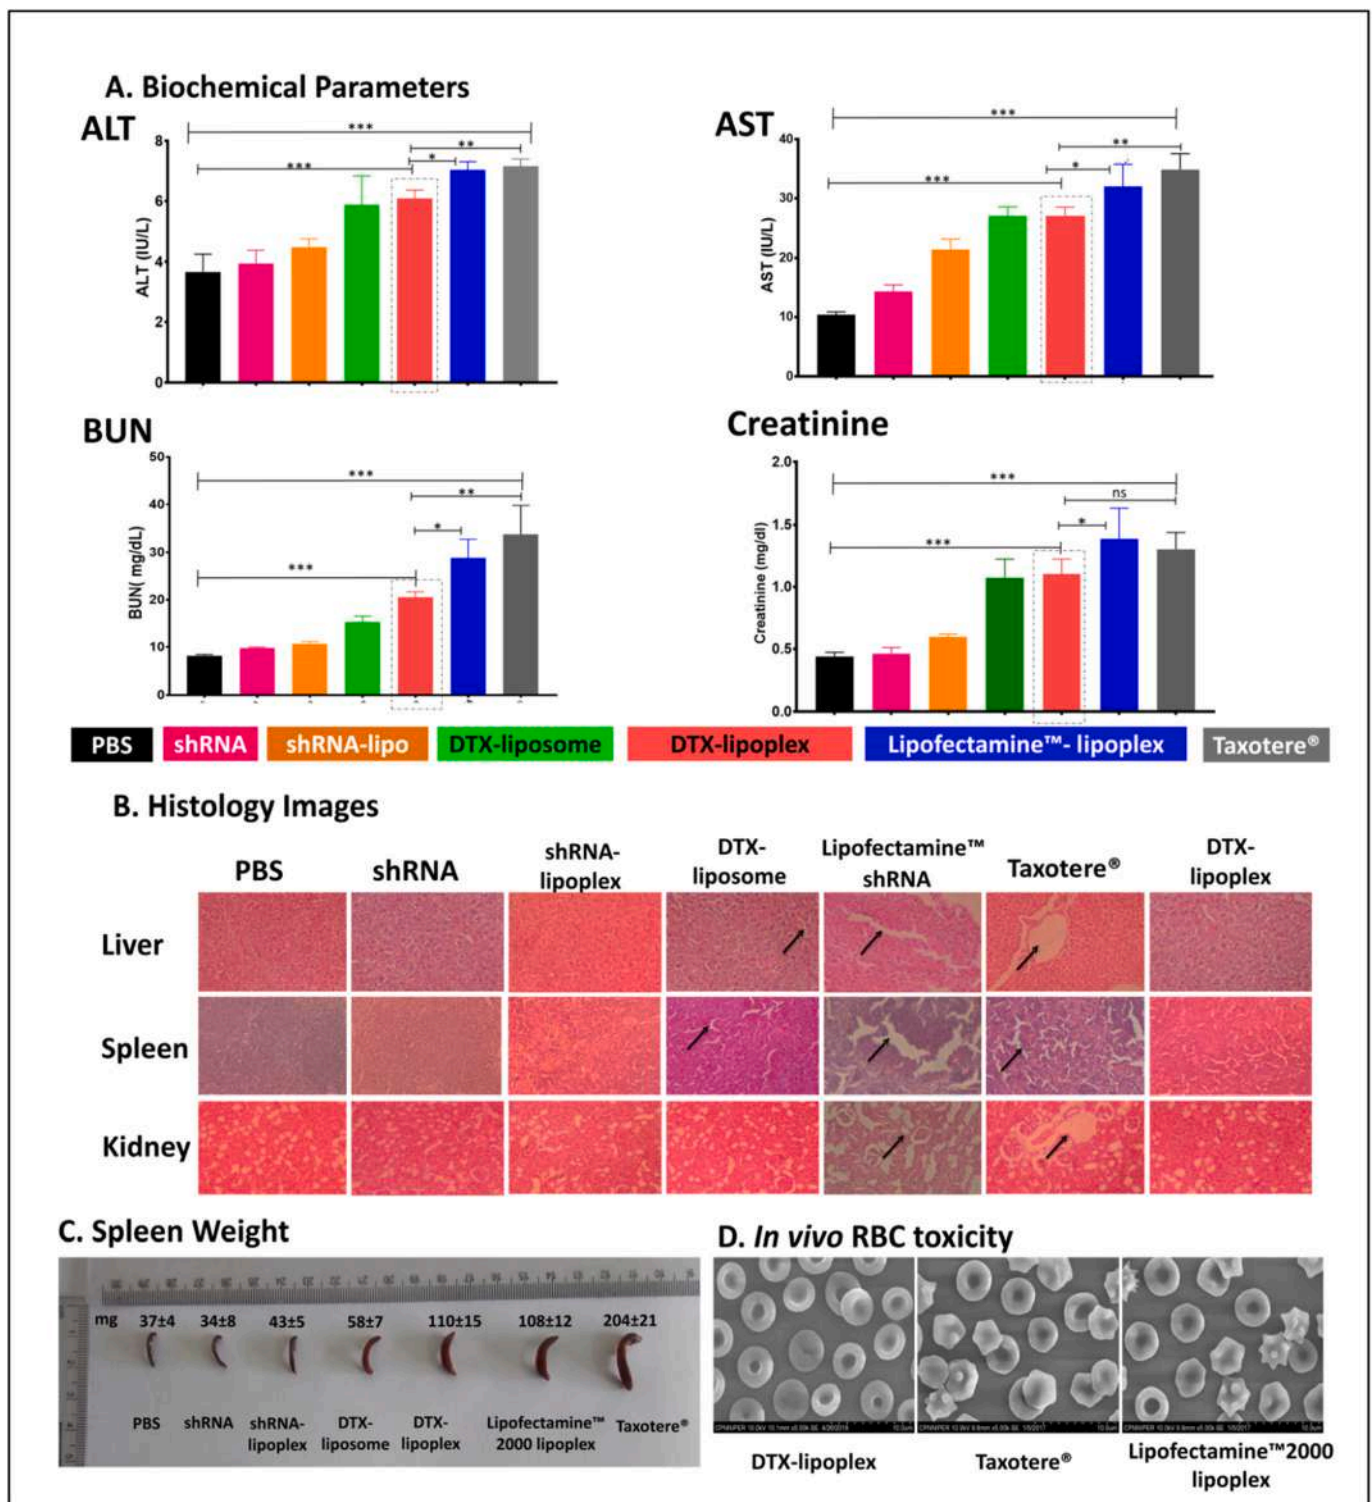 A. Biochemical Parameters
ALT
***
**
*
***
8
6
4
2
0
ALT (IU/L)
AST
***
**
*
***
40
30
20
10
0
AST (IU/L)
BUN
***
**
*
***
50
40
30
20
10
0
BUN( mg/dL)
Creatinine
***
ns
*
***
2.0
1.5
1.0
0.5
0.0
Creatinine (mg/dl)
PBS shRNA shRNA-lipo DTX-liposome DTX-lipoplex Lipofectamine™- lipoplex Taxotere®
B. Histology Images
PBS shRNA shRNA- DTX- Lipofectamine™ Taxotere® DTX-
lipoplex liposome shRNA lipoplex
Liver
Spleen
Kidney
C. Spleen Weight
mg 37±4 34±8 43±5 58±7 110±15 108±12 204±21
PBS shRNA shRNA- DTX- DTX- Lipofectamine™ Taxotere®
lipoplex liposome lipoplex 2000 lipoplex
D. In vivo RBC toxicity
DTX-lipoplex Taxotere® Lipofectamine™2000
lipoplex